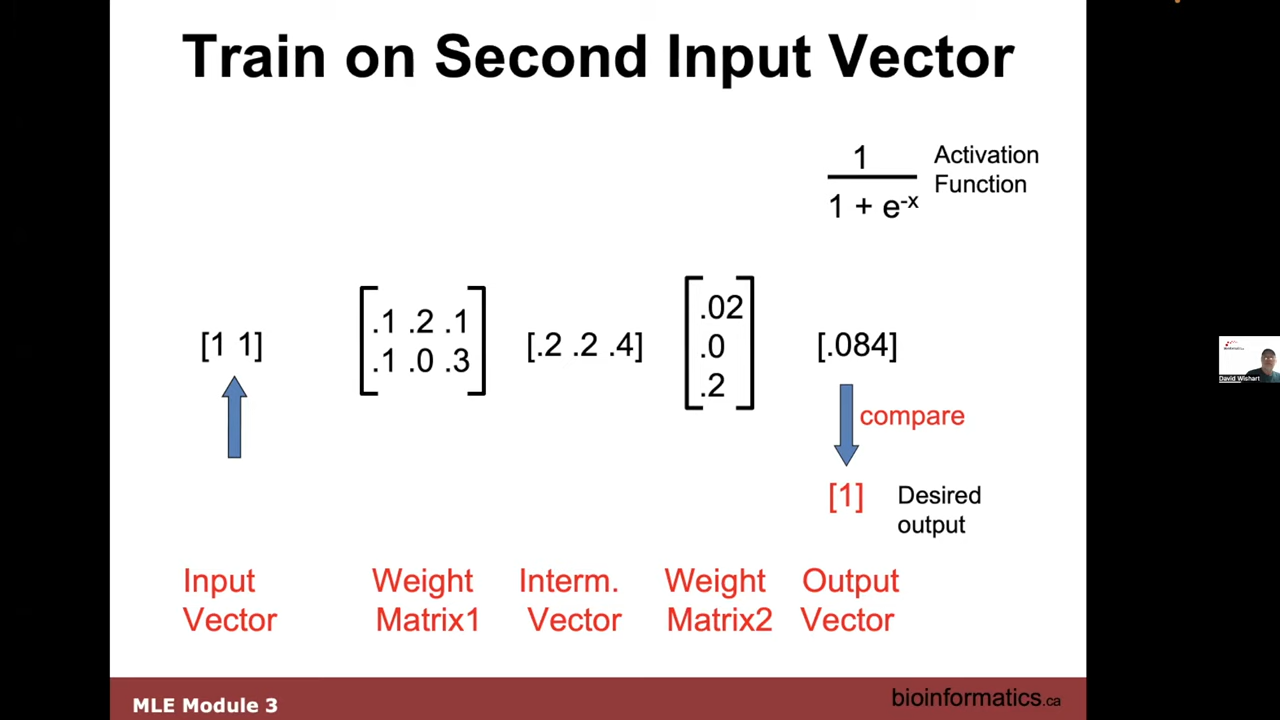 Train on Second Input Vector
1
1 + e-x
Activation
Function
[1 1]
.1 .2 .1
.1 .0 .3
[.2 .2 .4]
.02
.0
.2
[.084]
compare
[1]
Desired
output
Input
Vector
Weight
Matrix1
Interm.
Vector
Weight
Matrix2
Output
Vector
MLE Module 3
bioinformatics.ca
David Wishart